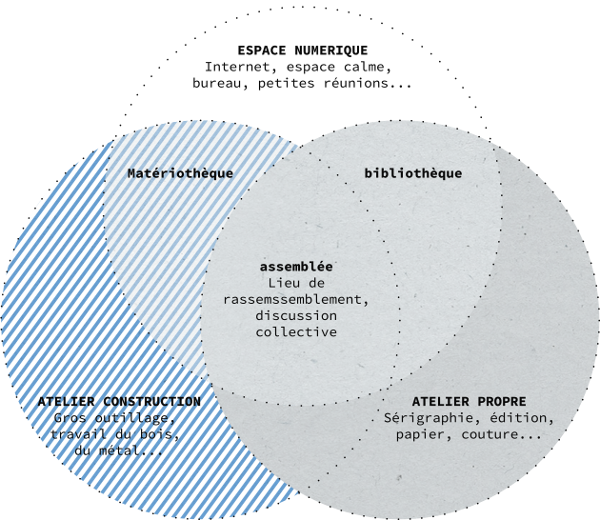 ESPACE NUMERIQUE
Internet, espace calme,
bureau, petites réunions...
Matériothèque
bibliothèque
assemblée
Lieu de
rassemssemblement,
discussion
collective
ATELIER CONSTRUCTION
Gros outillage,
travail du bois,
du métal...
ATELIER PROPRE
Sérigraphie, édition,
papier, couture...